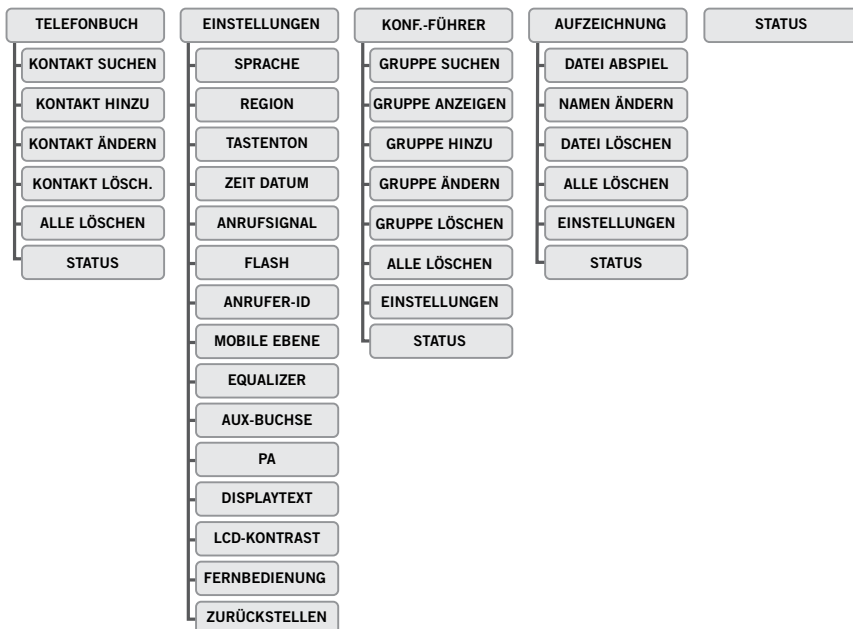 TELEFONBUCH
KONTAKT SUCHEN
KONTAKT HINZU
KONTAKT ÄNDERN
KONTAKT LÖSCH.
ALLE LÖSCHEN
STATUS
EINSTELLUNGEN
SPRACHE
REGION
TASTENTON
ZEIT DATUM
ANRUFSIGNAL
FLASH
ANRUFER-ID
MOBILE EBENE
EQUALIZER
AUX-BUCHSE
PA
DISPLAYTEXT
LCD-KONTRAST
FERNBEDIENUNG
ZURÜCKSTELLEN
KONF.-FÜHRER
GRUPPE SUCHEN
GRUPPE ANZEIGEN
GRUPPE HINZU
GRUPPE ÄNDERN
GRUPPE LÖSCHEN
ALLE LÖSCHEN
EINSTELLUNGEN
STATUS
AUFZEICHNUNG
DATEI ABSPIEL
NAMEN ÄNDERN
DATEI LÖSCHEN
ALLE LÖSCHEN
EINSTELLUNGEN
STATUS
STATUS